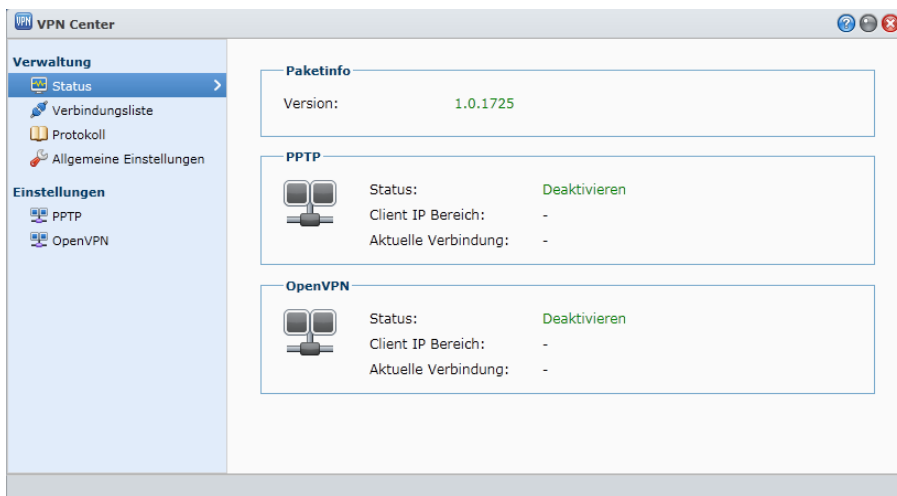 VPN VPN Center
Verwaltung
Status
Verbindungsliste
Protokoll
Allgemeine Einstellungen
Einstellungen
PPTP
OpenVPN
Paketinfo
Version: 1.0.1725
PPTP
Status: Deaktivieren
Client IP Bereich: -
Aktuelle Verbindung: -
OpenVPN
Status: Deaktivieren
Client IP Bereich: -
Aktuelle Verbindung: -